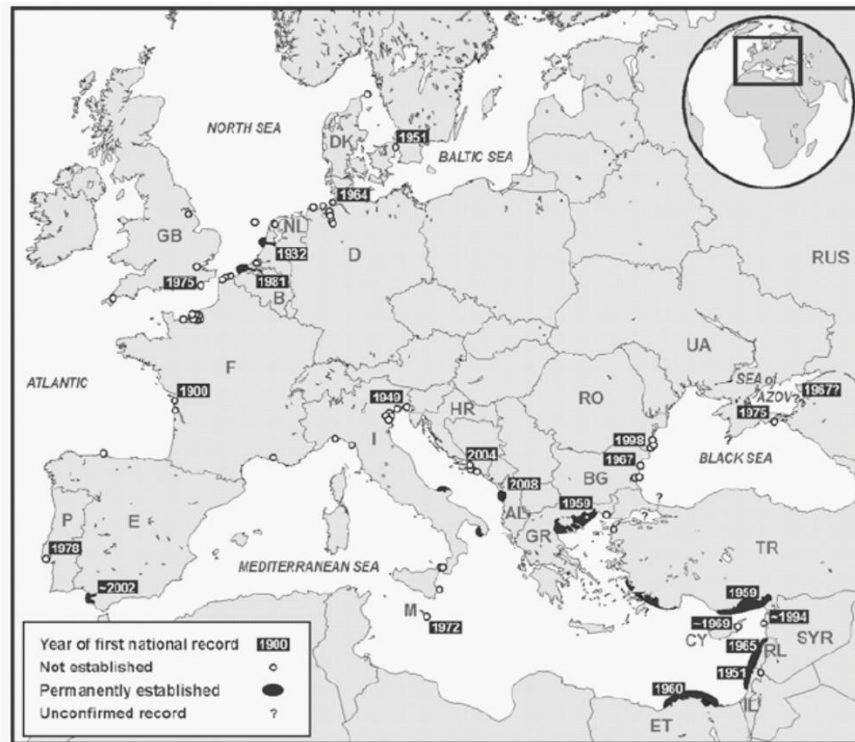 NORTH SEA
DK
1951
BALTIC SEA
1964
GB
NL
1932
D
RUS
1975
1981
B
UA
F
SEA of
AZOV
1967?
ATLANTIC
1900
1949
HR
RO
1975
I
1998
2004
1967
BLACK SEA
BG
2008
?
1959
AL
?
P
E
GR
TR
1978
MEDITERRANEAN SEA
~2002
1959
M
~1969
~1994
1972
CY
SYR
1965
RL
1951
1960
IL
ET
Year of first national record 1900
Not established
Permanently established
Unconfirmed record ?